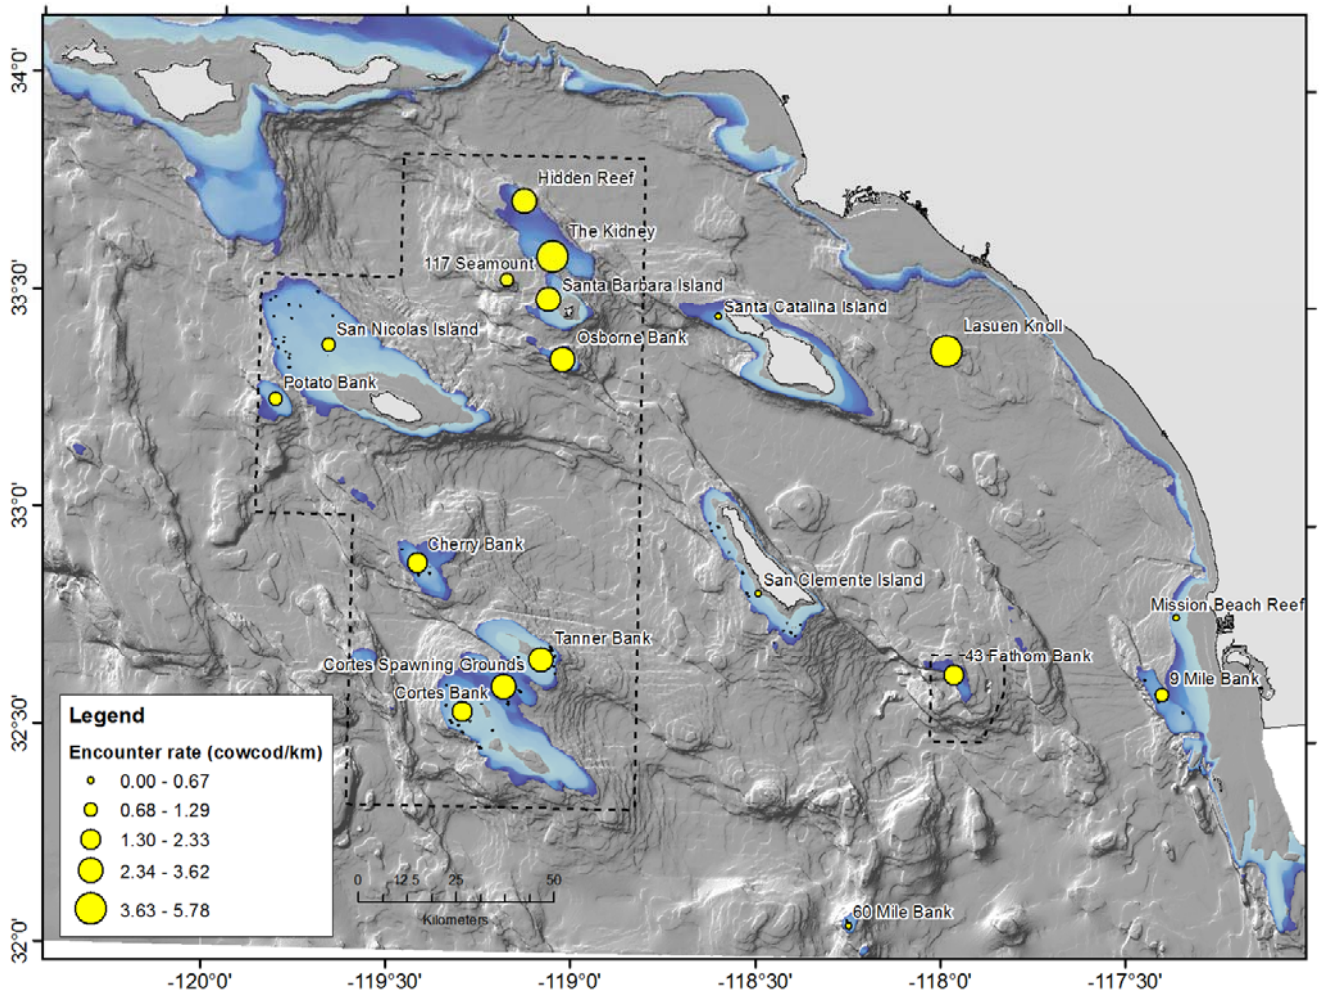 34°0'
33°30'
33°0'
32°30'
32°0'
Hidden Reef
The Kidney
117 Seamount
Santa Barbara Island
Santa Catalina Island
San Nicolas Island
Osborne Bank
Lasuen Knoll
Potato Bank
Cherry Bank
San Clemente Island
Mission Beach Reef
Tanner Bank
43 Fathom Bank
Cortes Spawning Grounds
9 Mile Bank
Cortes Bank
60 Mile Bank
Legend
Encounter rate (cowcod/km)
0.00 - 0.67
0.68 - 1.29
1.30 - 2.33
2.34 - 3.62
3.63 - 5.78
0 12.5 25 50
Kilometers
-120°0' -119°30' -119°0' -118°30' -118°0' -117°30'